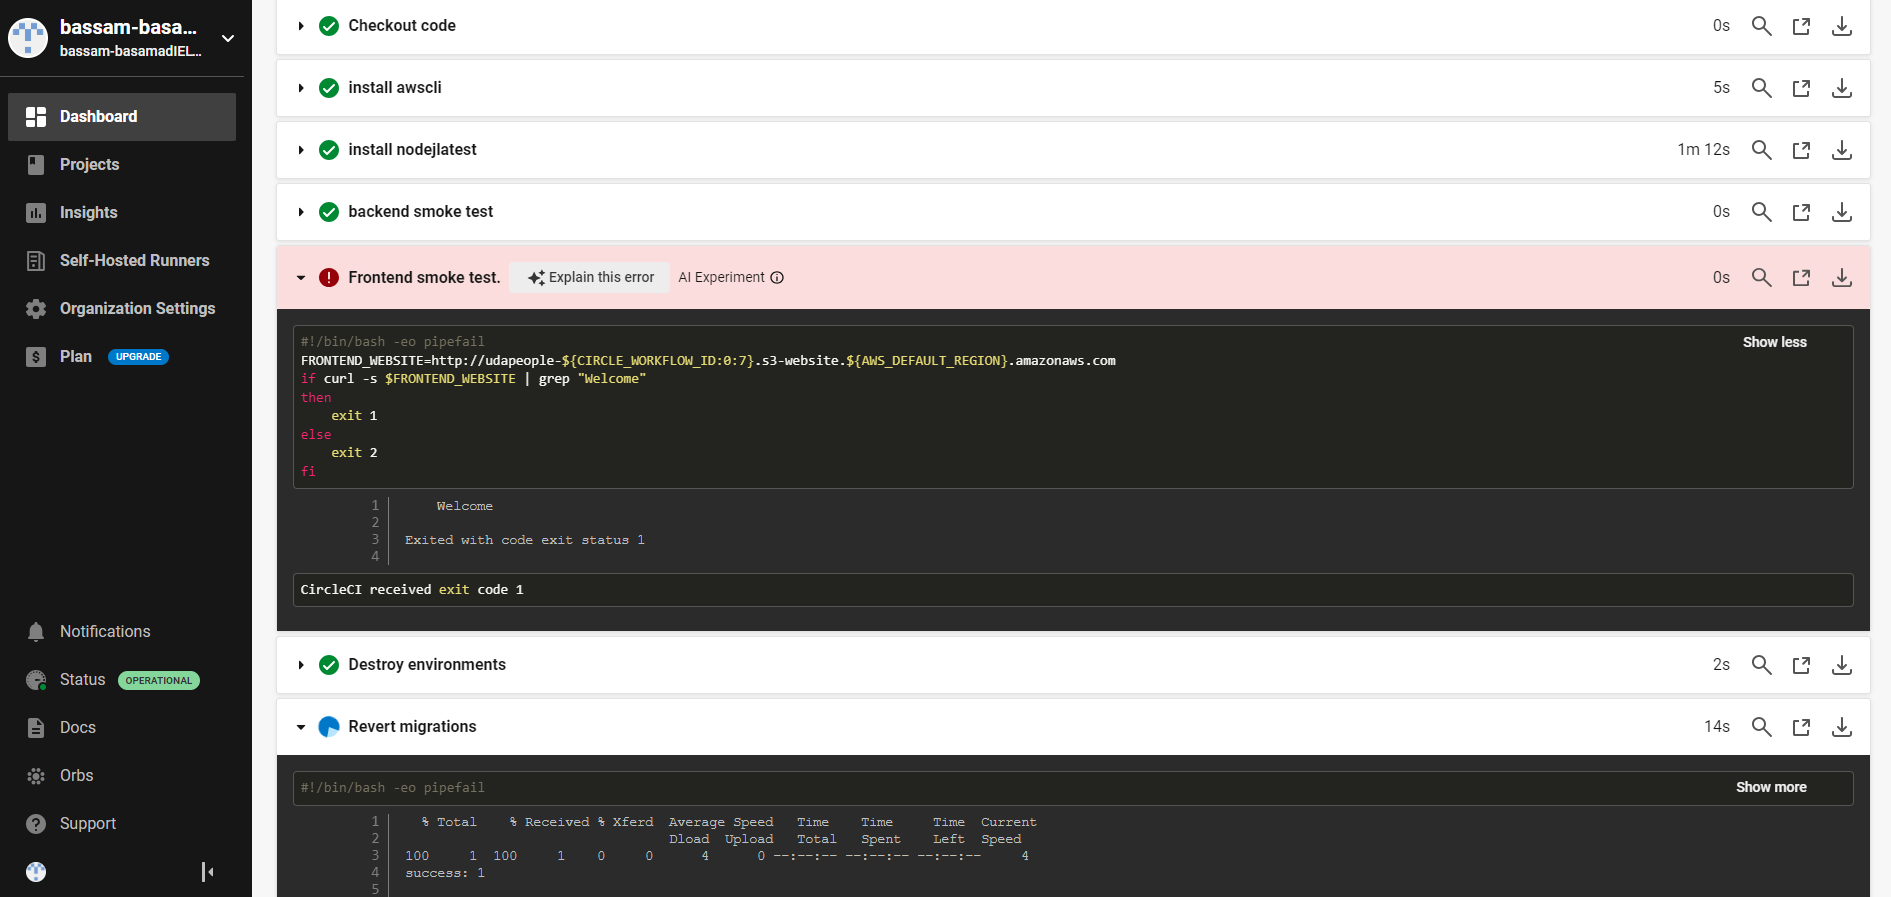 bassam-basa...
bassam-basamadIEL...
Dashboard
Projects
Insights
Self-Hosted Runners
Organization Settings
Plan UPGRADE
Notifications
Status OPERATIONAL
Docs
Orbs
Support
Checkout code 0s
install awscli 5s
install nodejlatest 1m 12s
backend smoke test 0s
Frontend smoke test. Explain this error AI Experiment 0s
#!/bin/bash -eo pipefail Show less
FRONTEND_WEBSITE=http://udapeople-${CIRCLE_WORKFLOW_ID:0:7}.s3-website.${AWS_DEFAULT_REGION}.amazonaws.com
if curl -s $FRONTEND_WEBSITE | grep "Welcome"
then
exit 1
else
exit 2
fi
1 Welcome
2
3 Exited with code exit status 1
4
CircleCI received exit code 1
Destroy environments 2s
Revert migrations 14s
#!/bin/bash -eo pipefail Show more
1 % Total % Received % Xferd Average Speed Time Time Time Current
2 Dload Upload Total Spent Left Speed
3 100 1 100 1 0 0 4 0 --:--:-- --:--:-- --:--:-- 4
4 success: 1
5